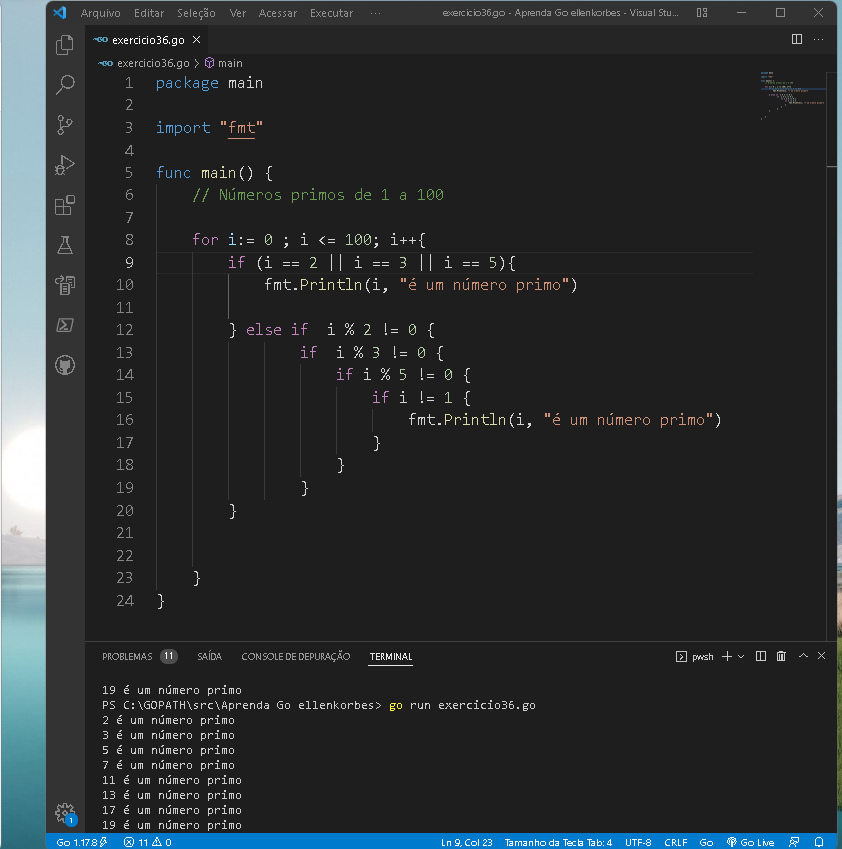 Arquivo Editar Seleção Ver Acessar Executar ··· exercicio36.go - Aprenda Go ellenkorbes - Visual Stu...
exercicio36.go
exercicio36.go > main
1 package main
2
3 import "fmt"
4
5 func main() {
6 // Números primos de 1 a 100
7
8 for i:= 0 ; i <= 100; i++{
9 if (i == 2 || i == 3 || i == 5){
10 fmt.Println(i, "é um número primo")
11
12 } else if  i % 2 != 0 {
13 if  i % 3 != 0 {
14 if i % 5 != 0 {
15 if i != 1 {
16 fmt.Println(i, "é um número primo")
17 }
18 }
19 }
20 }
21
22
23 }
24 }
PROBLEMAS 11 SAÍDA CONSOLE DE DEPURAÇÃO TERMINAL pwsh
19 é um número primo
PS C:\GOPATH\src\Aprenda Go ellenkorbes> go run exercicio36.go
2 é um número primo
3 é um número primo
5 é um número primo
7 é um número primo
11 é um número primo
13 é um número primo
17 é um número primo
19 é um número primo
1
Go 1.17.8 11 0 Ln 9, Col 23 Tamanho da Tecla Tab: 4 UTF-8 CRLF Go Go Live